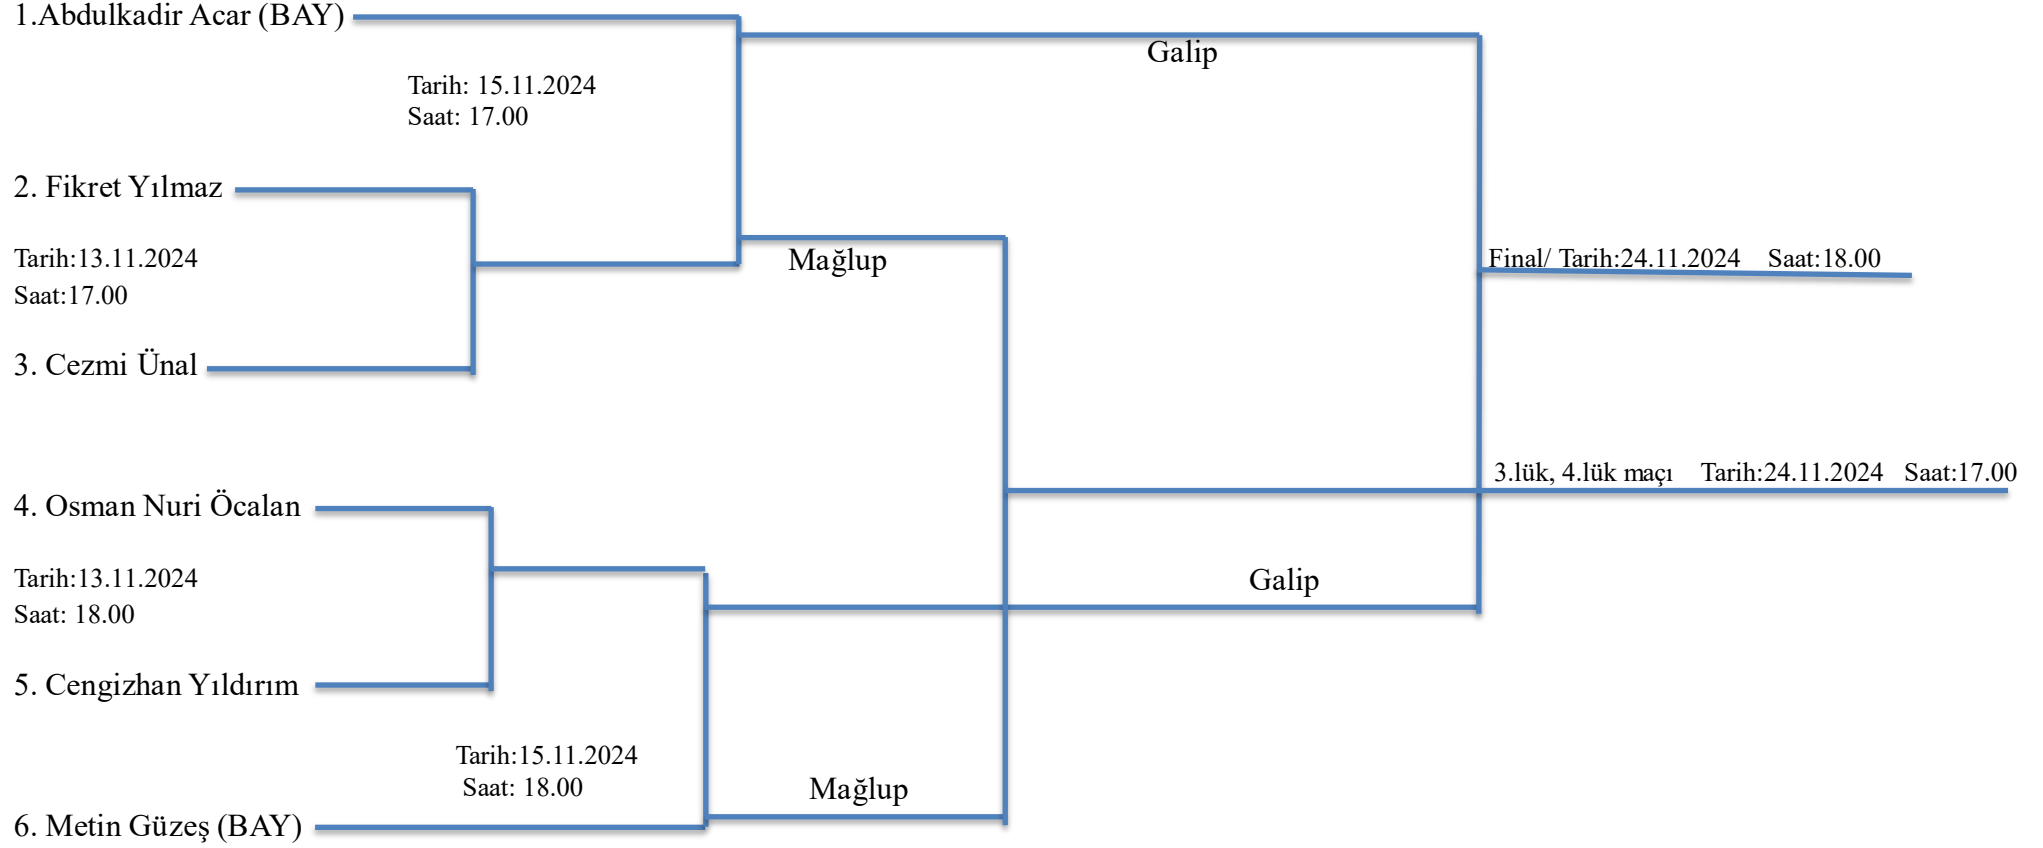 1.Abdulkadir Acar (BAY)
Galip
Tarih: 15.11.2024
Saat: 17.00
2. Fikret Yılmaz
Tarih:13.11.2024
Saat:17.00
Mağlup
Final/ Tarih:24.11.2024 Saat:18.00
3. Cezmi Ünal
3.lük, 4.lük maçı Tarih:24.11.2024 Saat:17.00
4. Osman Nuri Öcalan
Tarih:13.11.2024
Saat: 18.00
Galip
5. Cengizhan Yıldırım
Tarih:15.11.2024
Saat: 18.00
Mağlup
6. Metin Güzeş (BAY)